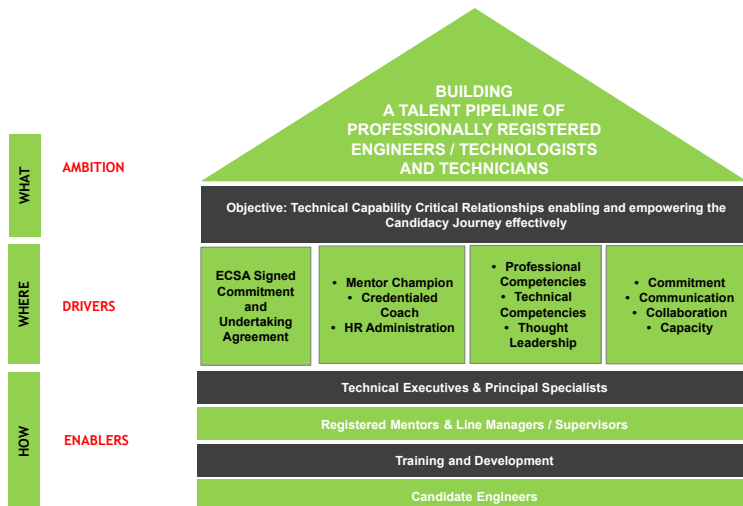 BUILDING
A TALENT PIPELINE OF
PROFESSIONALLY REGISTERED
ENGINEERS / TECHNOLOGISTS
AND TECHNICIANS
WHAT
AMBITION
Objective: Technical Capability Critical Relationships enabling and empowering the
Candidacy Journey effectively
WHERE
DRIVERS
ECSA Signed
Commitment
and
Undertaking
Agreement
• Mentor Champion
• Credentialed
Coach
• HR Administration
• Professional
Competencies
• Technical
Competencies
• Thought
Leadership
• Commitment
• Communication
• Collaboration
• Capacity
HOW
ENABLERS
Technical Executives & Principal Specialists
Registered Mentors & Line Managers / Supervisors
Training and Development
Candidate Engineers